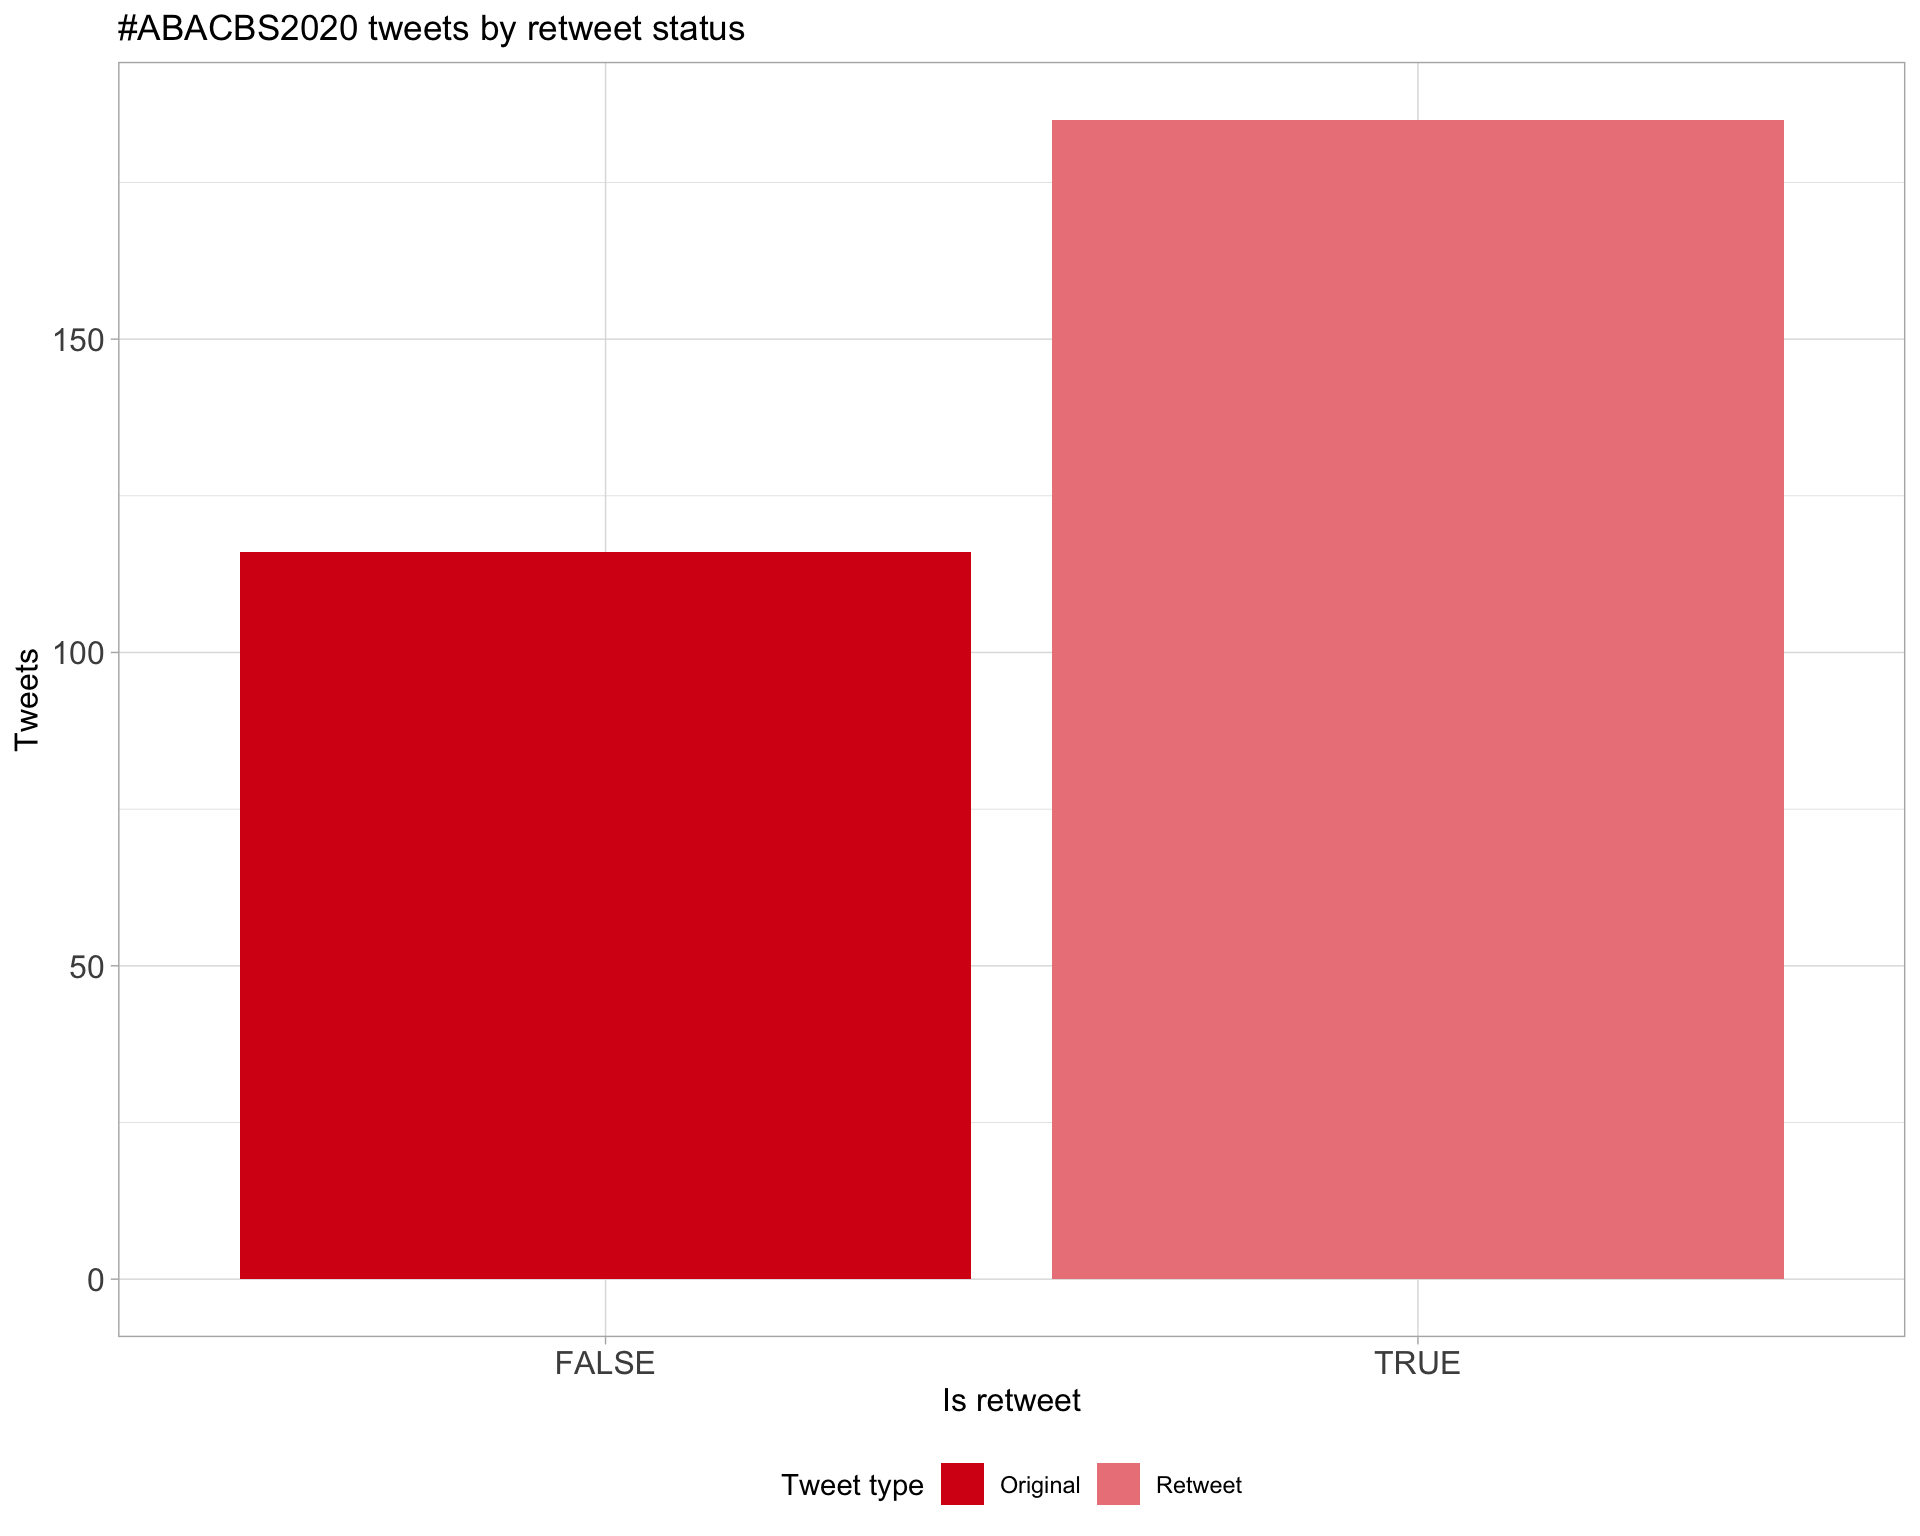 #ABACBS2020 tweets by retweet status
Tweets
150
100
50
0
FALSE TRUE
Is retweet
Tweet type Original Retweet